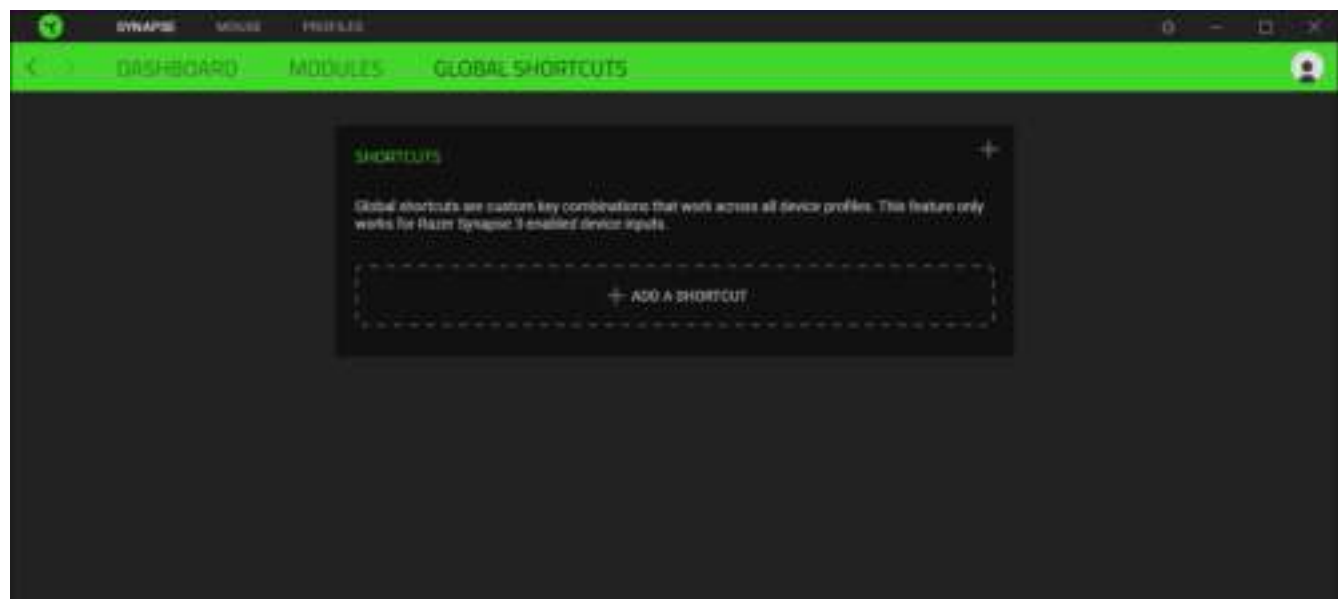 SYNAPSE MOUSE PROFILES
DASHBOARD MODULES GLOBAL SHORTCUTS
SHORTCUTS
Global shortcuts are custom key combinations that work across all device profiles. This feature only
works for Razer Synapse 3 enabled device inputs.
ADD A SHORTCUT